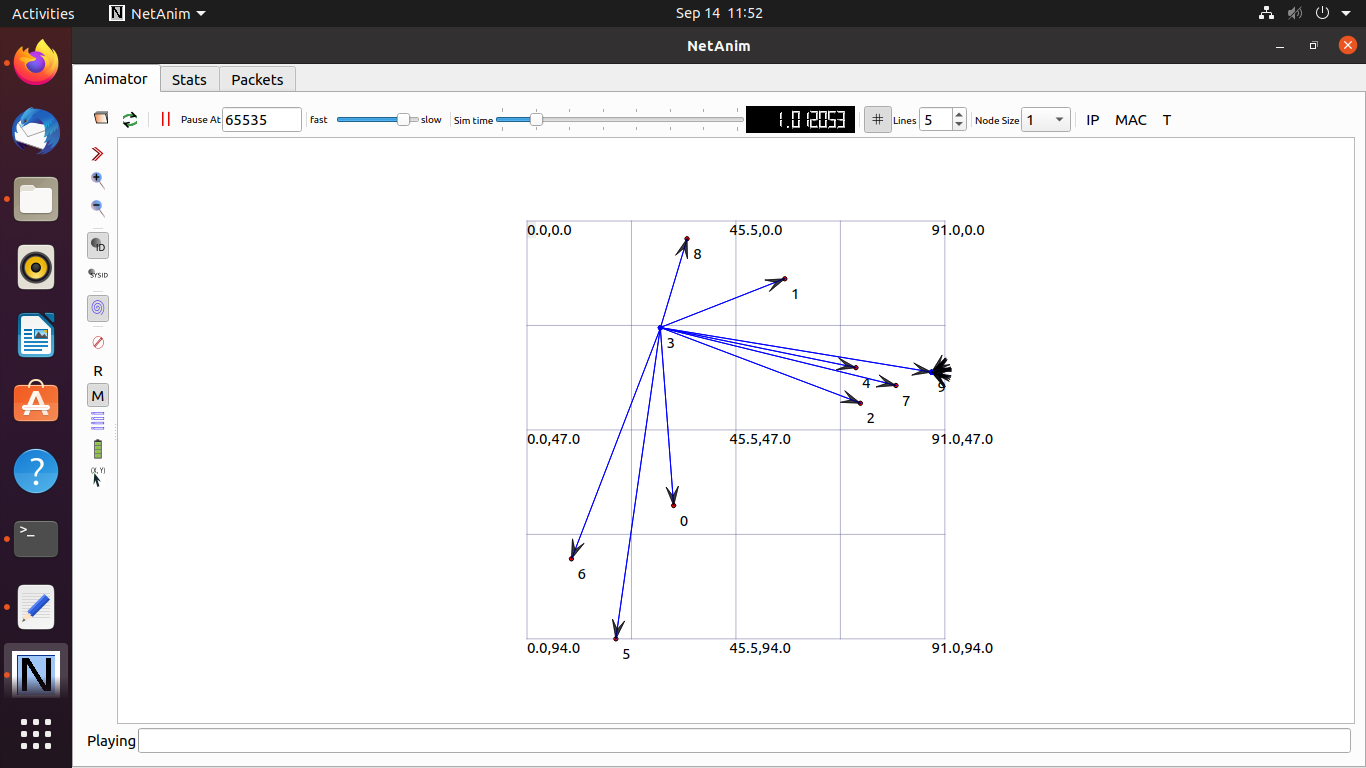 Activities NetAnim Sep 14 11:52
NetAnim
Animator Stats Packets
Pause At 65535 fast slow Sim time 1.012053 # Lines 5 Node Size 1 IP MAC T
ID
SYSID
R
M
(X, Y)
0.0,0.0 45.5,0.0 91.0,0.0
8
1
3
4
9
7
2
0.0,47.0 45.5,47.0 91.0,47.0
0
6
0.0,94.0 45.5,94.0 91.0,94.0
5
Playing